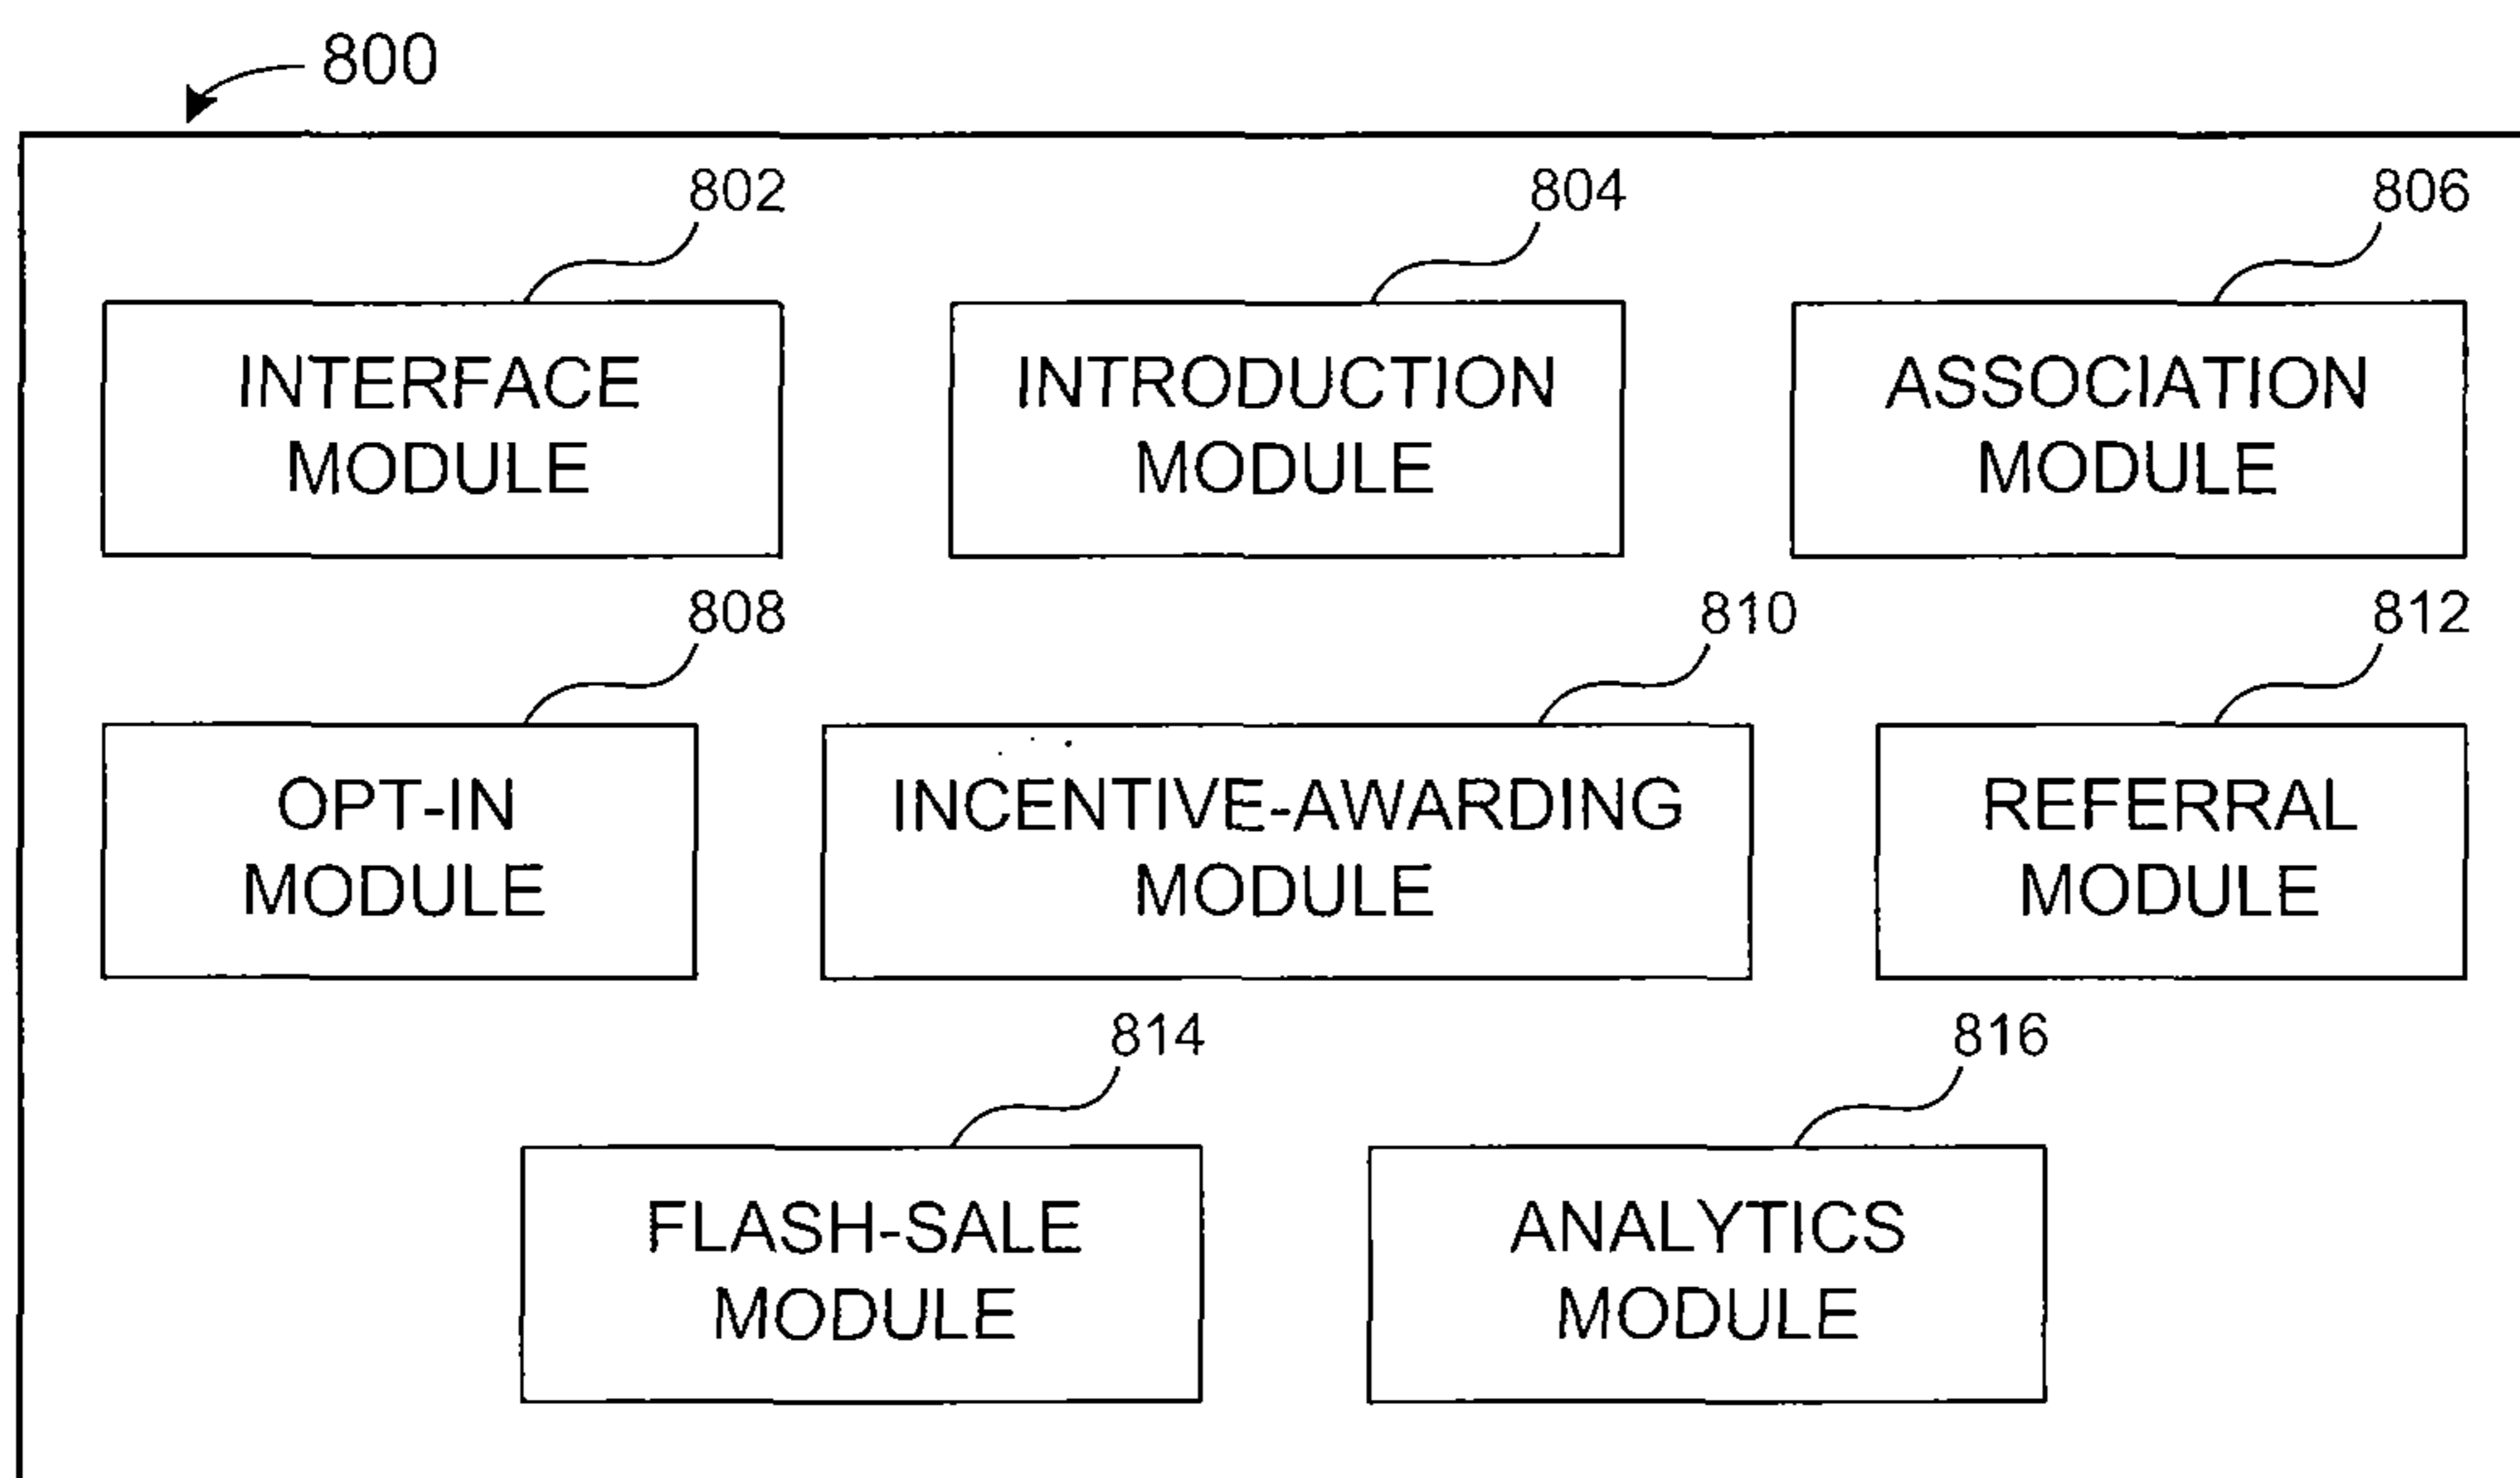 800
802
804
806
INTERFACE
MODULE
INTRODUCTION
MODULE
ASSOCIATION
MODULE
808
810
812
OPT-IN
MODULE
INCENTIVE-AWARDING
MODULE
REFERRAL
MODULE
814
816
FLASH-SALE
MODULE
ANALYTICS
MODULE